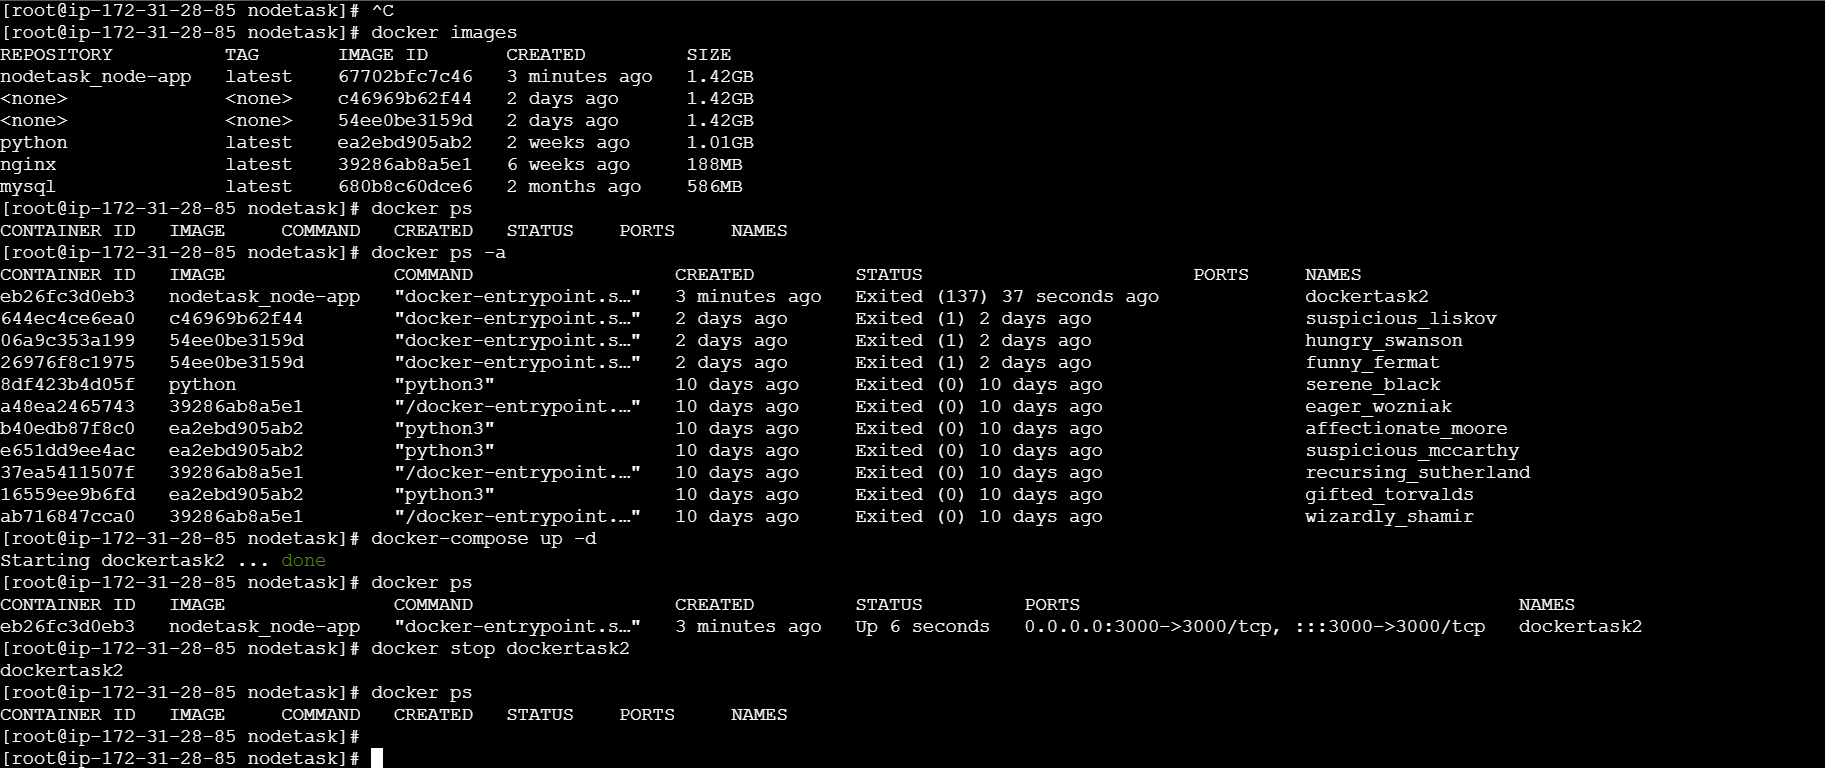 [root@ip-172-31-28-85 nodetask]# ^C
[root@ip-172-31-28-85 nodetask]# docker images
REPOSITORY          TAG       IMAGE ID       CREATED         SIZE
nodetask_node-app   latest    67702bfc7c46   3 minutes ago   1.42GB
<none>              <none>    c46969b62f44   2 days ago      1.42GB
<none>              <none>    54ee0be3159d   2 days ago      1.42GB
python              latest    ea2ebd905ab2   2 weeks ago     1.01GB
nginx               latest    39286ab8a5e1   6 weeks ago     188MB
mysql               latest    680b8c60dce6   2 months ago    586MB
[root@ip-172-31-28-85 nodetask]# docker ps
CONTAINER ID   IMAGE     COMMAND   CREATED   STATUS    PORTS     NAMES
[root@ip-172-31-28-85 nodetask]# docker ps -a
CONTAINER ID   IMAGE               COMMAND                  CREATED         STATUS                        PORTS     NAMES
eb26fc3d0eb3   nodetask_node-app   "docker-entrypoint.s…"   3 minutes ago   Exited (137) 37 seconds ago             dockertask2
644ec4ce6ea0   c46969b62f44        "docker-entrypoint.s…"   2 days ago      Exited (1) 2 days ago                   suspicious_liskov
06a9c353a199   54ee0be3159d        "docker-entrypoint.s…"   2 days ago      Exited (1) 2 days ago                   hungry_swanson
26976f8c1975   54ee0be3159d        "docker-entrypoint.s…"   2 days ago      Exited (1) 2 days ago                   funny_fermat
8df423b4d05f   python              "python3"                10 days ago     Exited (0) 10 days ago                  serene_black
a48ea2465743   39286ab8a5e1        "/docker-entrypoint.…"   10 days ago     Exited (0) 10 days ago                  eager_wozniak
b40edb87f8c0   ea2ebd905ab2        "python3"                10 days ago     Exited (0) 10 days ago                  affectionate_moore
e651dd9ee4ac   ea2ebd905ab2        "python3"                10 days ago     Exited (0) 10 days ago                  suspicious_mccarthy
37ea5411507f   39286ab8a5e1        "/docker-entrypoint.…"   10 days ago     Exited (0) 10 days ago                  recursing_sutherland
16559ee9b6fd   ea2ebd905ab2        "python3"                10 days ago     Exited (0) 10 days ago                  gifted_torvalds
ab716847cca0   39286ab8a5e1        "/docker-entrypoint.…"   10 days ago     Exited (0) 10 days ago                  wizardly_shamir
[root@ip-172-31-28-85 nodetask]# docker-compose up -d
Starting dockertask2 ... done
[root@ip-172-31-28-85 nodetask]# docker ps
CONTAINER ID   IMAGE               COMMAND                  CREATED         STATUS         PORTS                                       NAMES
eb26fc3d0eb3   nodetask_node-app   "docker-entrypoint.s…"   3 minutes ago   Up 6 seconds   0.0.0.0:3000->3000/tcp, :::3000->3000/tcp   dockertask2
[root@ip-172-31-28-85 nodetask]# docker stop dockertask2
dockertask2
[root@ip-172-31-28-85 nodetask]# docker ps
CONTAINER ID   IMAGE     COMMAND   CREATED   STATUS    PORTS     NAMES
[root@ip-172-31-28-85 nodetask]#
[root@ip-172-31-28-85 nodetask]#